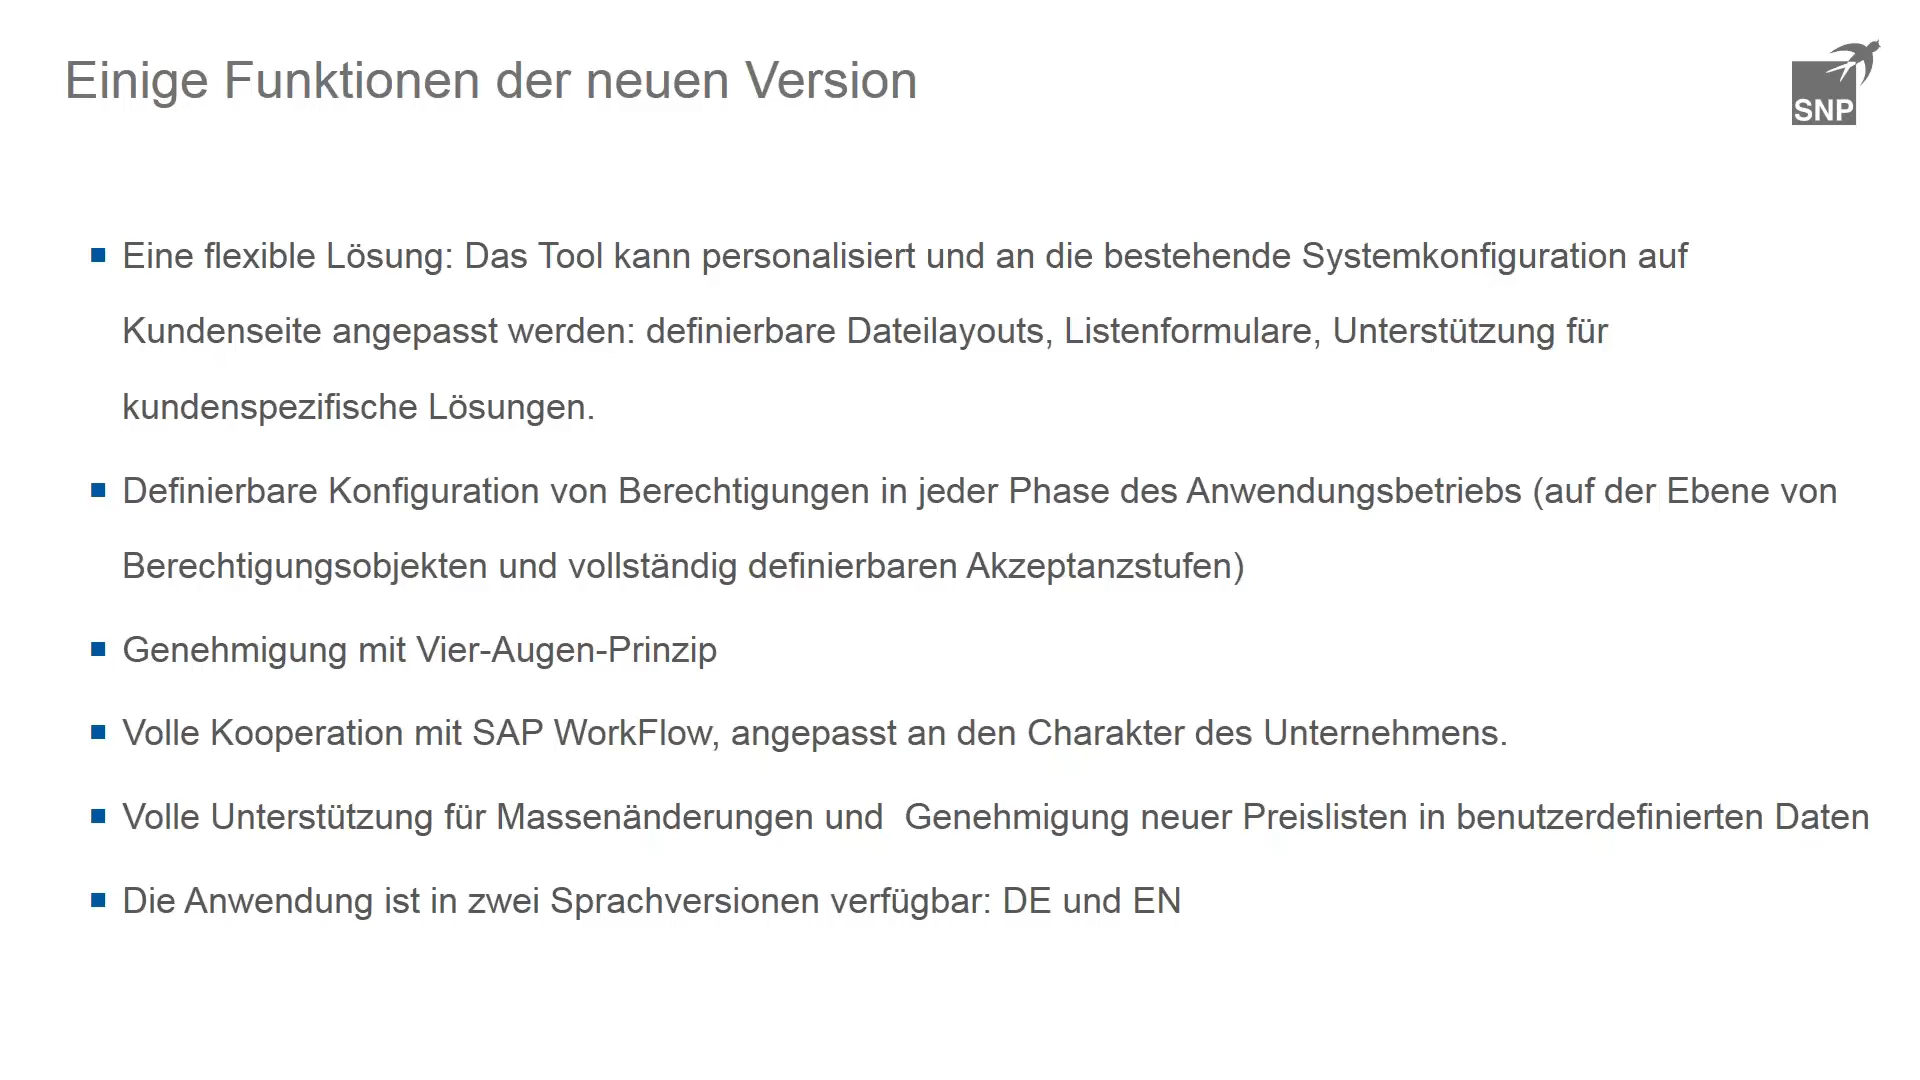 Einige Funktionen der neuen Version
SNP
Eine flexible Lösung: Das Tool kann personalisiert und an die bestehende Systemkonfiguration auf
Kundenseite angepasst werden: definierbare Dateilayouts, Listenformulare, Unterstützung für
kundenspezifische Lösungen.
Definierbare Konfiguration von Berechtigungen in jeder Phase des Anwendungsbetriebs (auf der Ebene von
Berechtigungsobjekten und vollständig definierbaren Akzeptanzstufen)
Genehmigung mit Vier-Augen-Prinzip
Volle Kooperation mit SAP WorkFlow, angepasst an den Charakter des Unternehmens.
Volle Unterstützung für Massenänderungen und  Genehmigung neuer Preislisten in benutzerdefinierten Daten
Die Anwendung ist in zwei Sprachversionen verfügbar: DE und EN